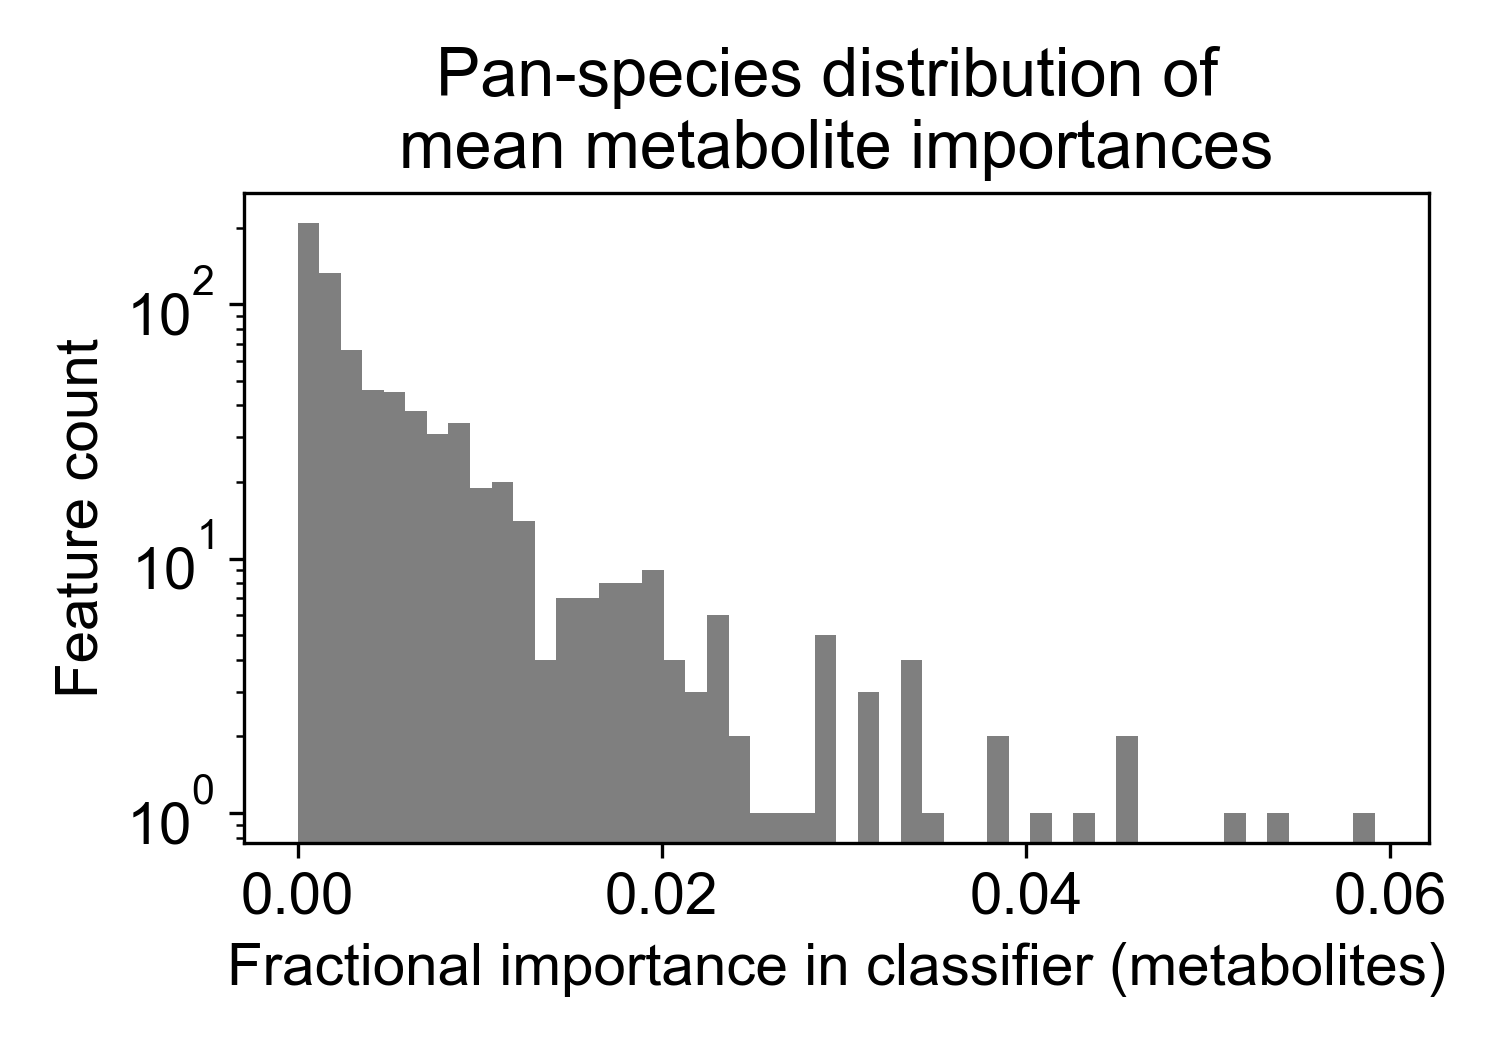 Pan-species distribution of
mean metabolite importances
Feature count
10^2
10^1
10^0
0.00 0.02 0.04 0.06
Fractional importance in classifier (metabolites)